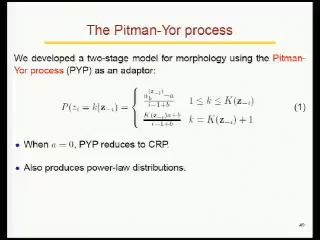 The Pitman-Yor process
We developed a two-stage model for morphology using the Pitman-
Yor process (PYP) as an adaptor:
P(z_i = k|z_{-i}) = { \frac{n_k^{(z_{-i})} - a}{i-1+b} 1 ≤ k ≤ K(z_{-i}) (1)
\frac{K(z_{-i})a+b}{i-1+b} k = K(z_{-i}) + 1
• When a = 0, PYP reduces to CRP.
• Also produces power-law distributions.